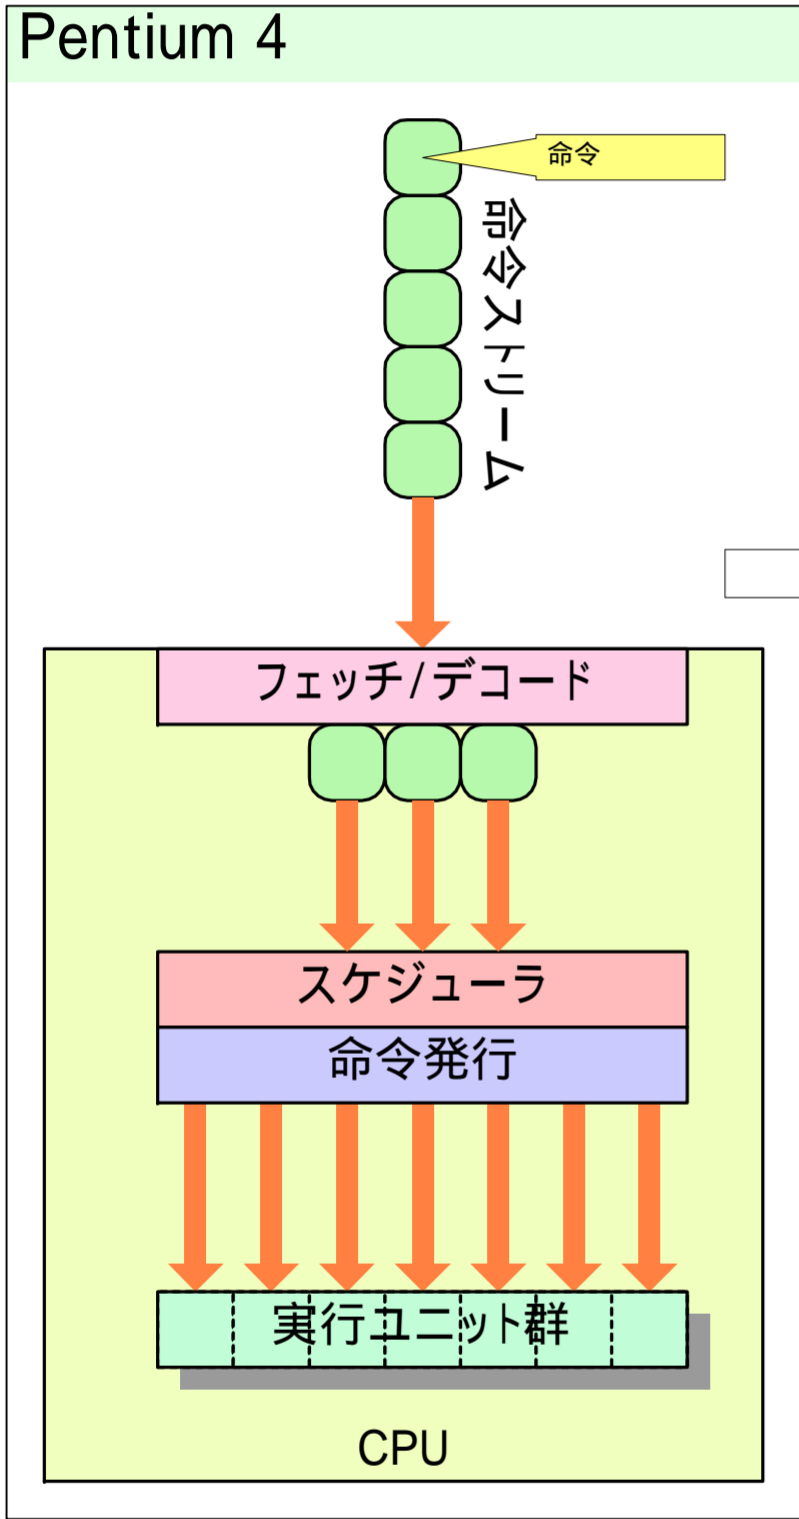 Pentium 4
命令
命令ストリーム
フェッチ/デコード
スケジューラ
命令発行
実行ユニット群
CPU